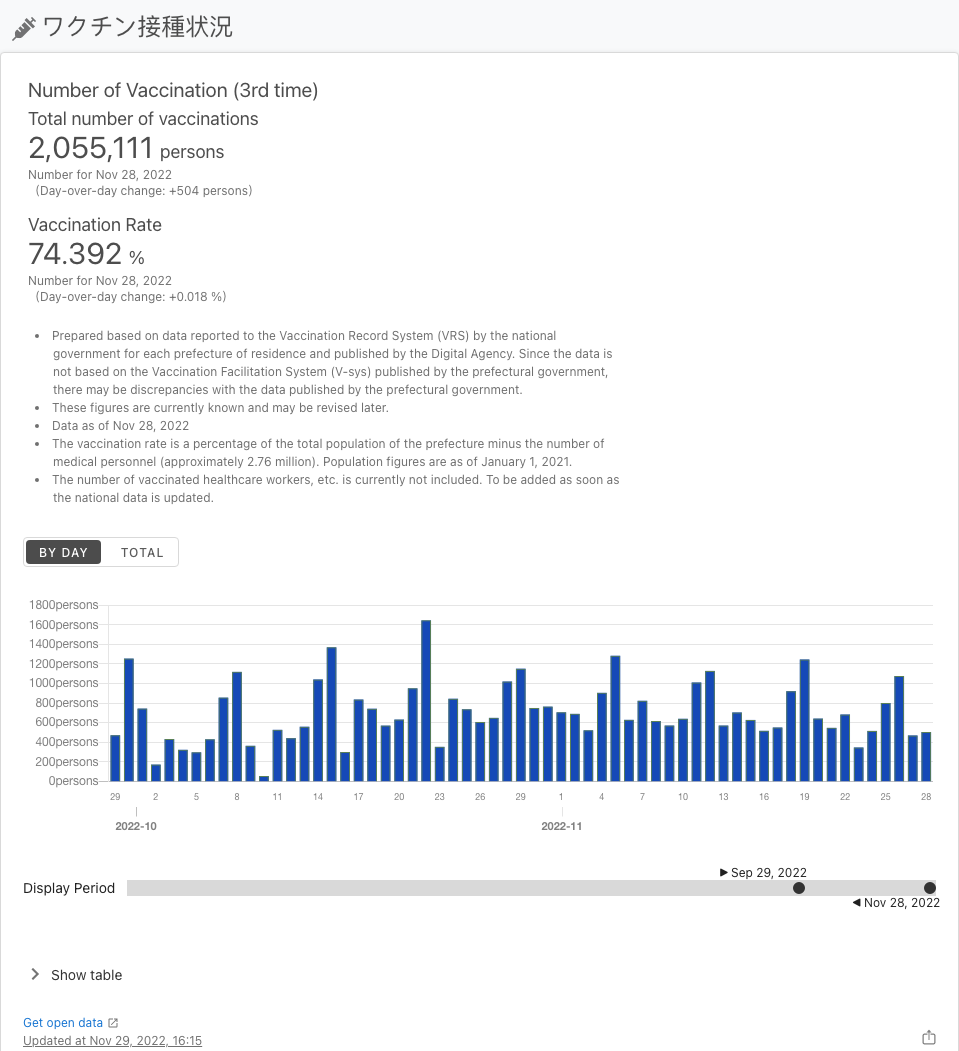 ワクチン接種状況
Number of Vaccination (3rd time)
Total number of vaccinations
2,055,111 persons
Number for Nov 28, 2022
(Day-over-day change: +504 persons)
Vaccination Rate
74.392 %
Number for Nov 28, 2022
(Day-over-day change: +0.018 %)
• Prepared based on data reported to the Vaccination Record System (VRS) by the national
government for each prefecture of residence and published by the Digital Agency. Since the data is
not based on the Vaccination Facilitation System (V-sys) published by the prefectural government,
there may be discrepancies with the data published by the prefectural government.
• These figures are currently known and may be revised later.
• Data as of Nov 28, 2022
• The vaccination rate is a percentage of the total population of the prefecture minus the number of
medical personnel (approximately 2.76 million). Population figures are as of January 1, 2021.
• The number of vaccinated healthcare workers, etc. is currently not included. To be added as soon as
the national data is updated.
BY DAY TOTAL
1800persons
1600persons
1400persons
1200persons
1000persons
800persons
600persons
400persons
200persons
0persons
29 2 5 8 11 14 17 20 23 26 29 1 4 7 10 13 16 19 22 25 28
2022-10 2022-11
Sep 29, 2022
Display Period
Nov 28, 2022
Show table
Get open data
Updated at Nov 29, 2022, 16:15